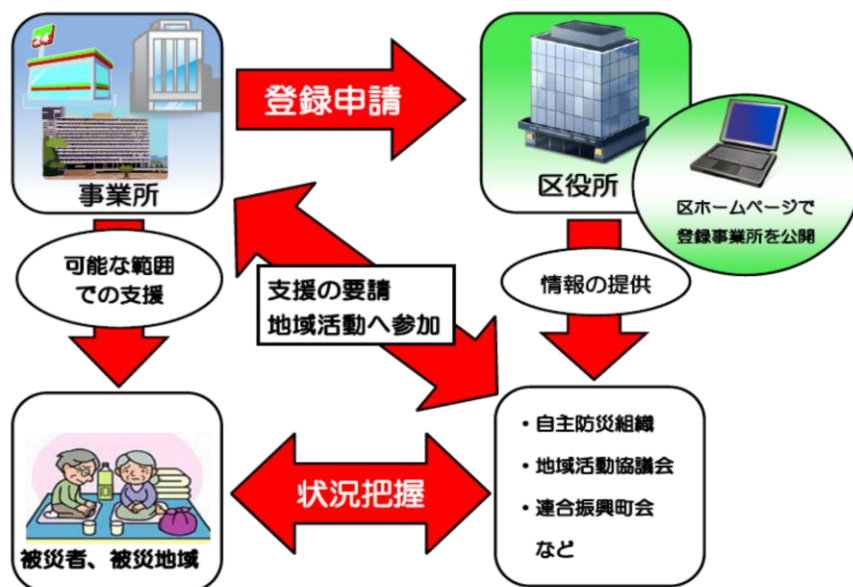 24
事業所
登録申請
区役所
区ホームページで
登録事業所を公開
可能な範囲
での支援
支援の要請
地域活動へ参加
情報の提供
被災者、被災地域
状況把握
・自主防災組織
・地域活動協議会
・連合振興町会
など